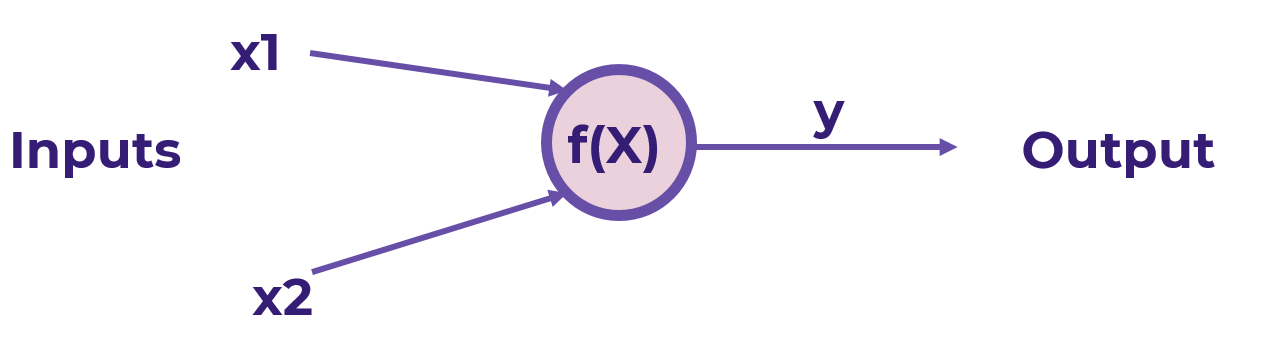 x1
Inputs
f(X)
y
Output
x2